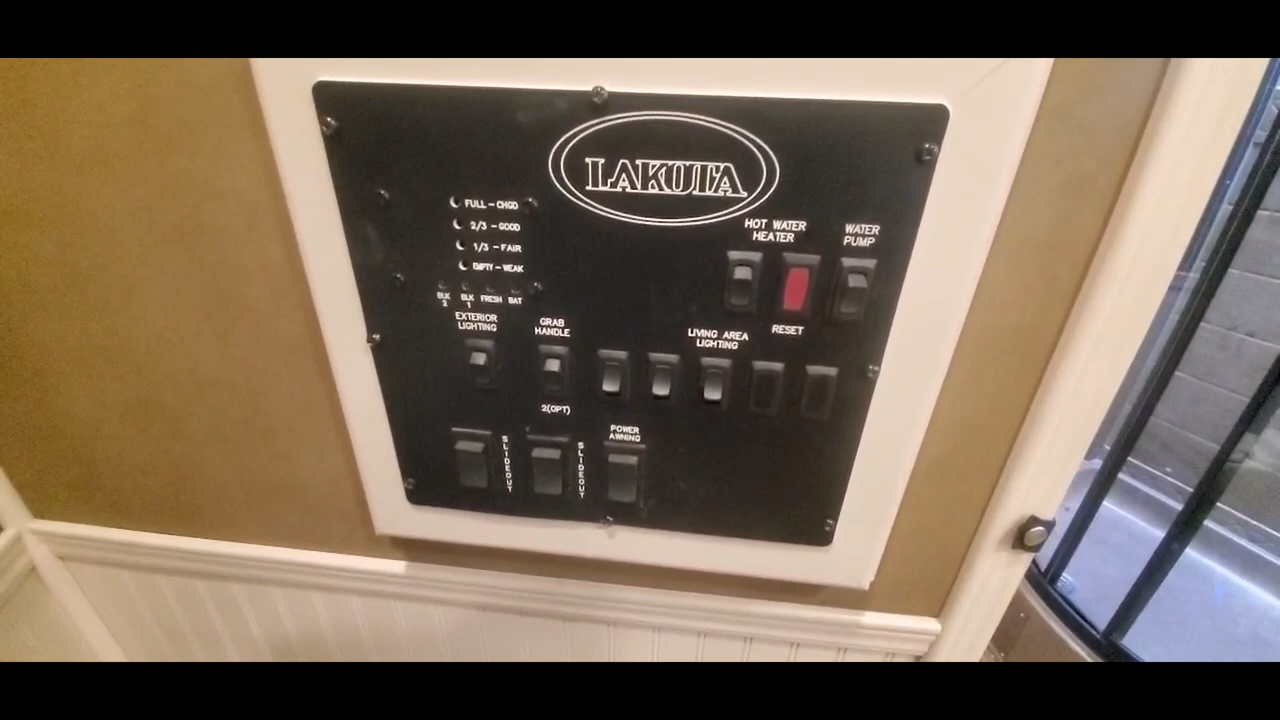 LAKOTA
FULL - CHGD
2/3 - GOOD
1/3 - FAIR
EMPTY - WEAK
BLK 2
BLK 1
FRESH
BAT
HOT WATER
HEATER
WATER
PUMP
RESET
EXTERIOR
LIGHTING
GRAB
HANDLE
2(OPT)
LIVING AREA
LIGHTING
SLIDEOUT
SLIDEOUT
POWER
AWNING